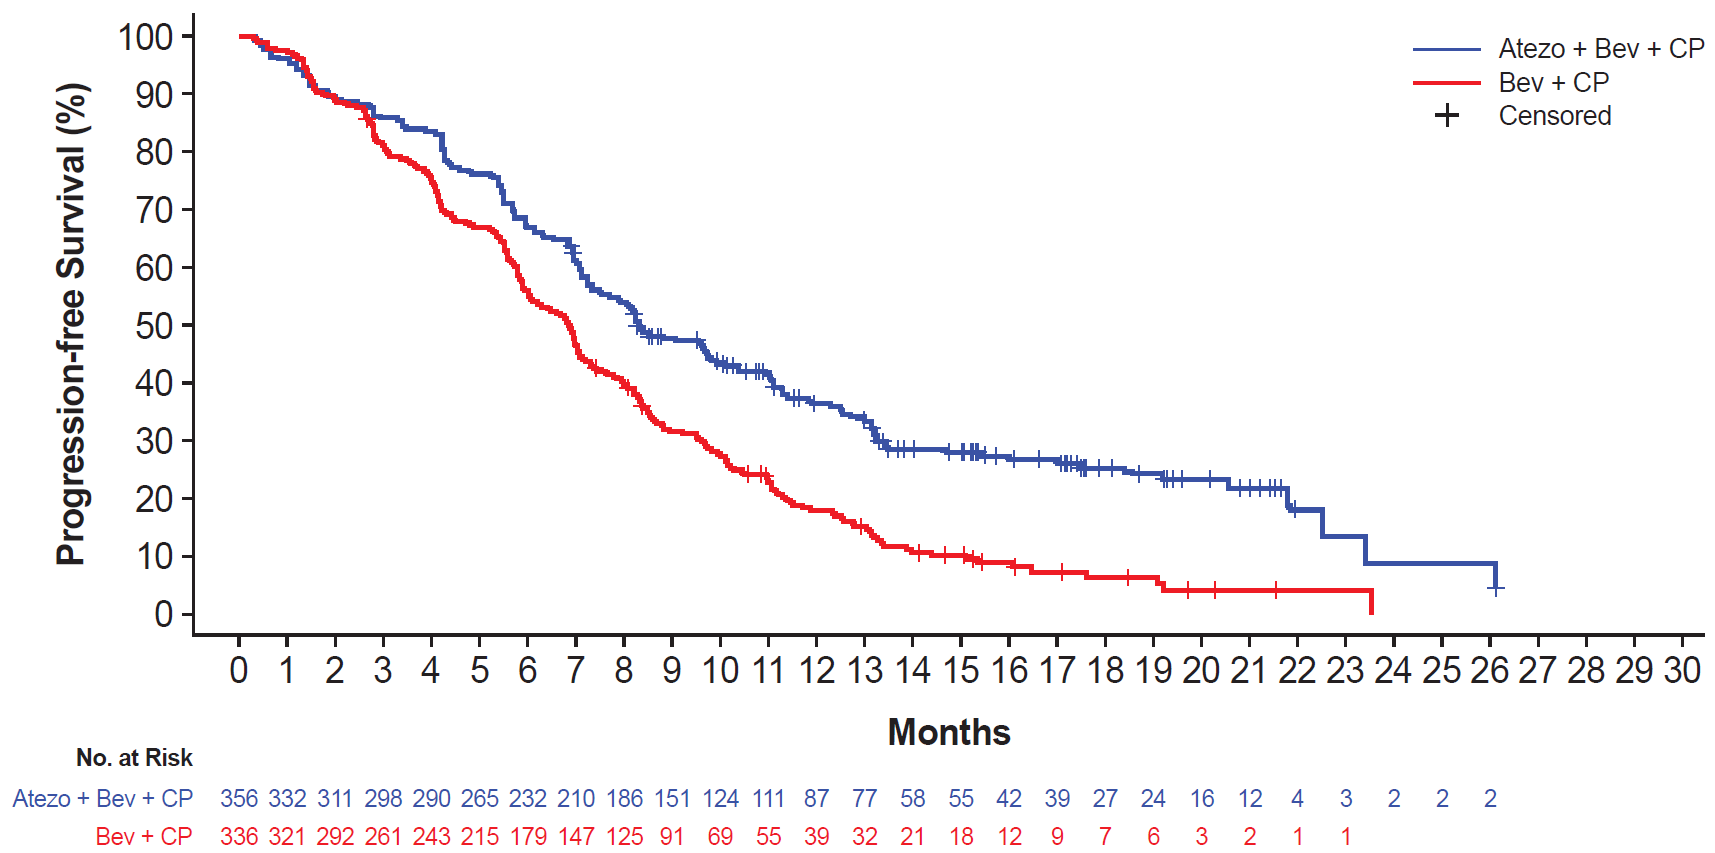 Atezo + Bev + CP
Bev + CP
Censored
Progression-free Survival (%)
100
90
80
70
60
50
40
30
20
10
0
0 1 2 3 4 5 6 7 8 9 10 11 12 13 14 15 16 17 18 19 20 21 22 23 24 25 26 27 28 29 30
Months
No. at Risk
Atezo + Bev + CP 356 332 311 298 290 265 232 210 186 151 124 111 87 77 58 55 42 39 27 24 16 12 4 3 2 2 2
Bev + CP 336 321 292 261 243 215 179 147 125 91 69 55 39 32 21 18 12 9 7 6 3 2 1 1